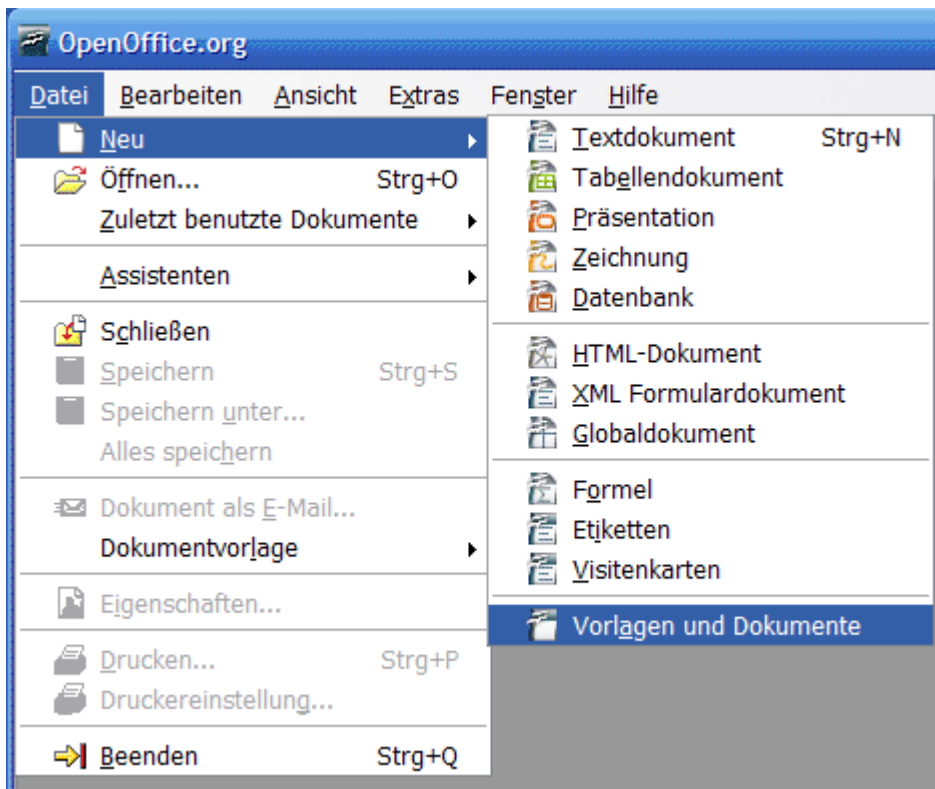 OpenOffice.org
Datei Bearbeiten Ansicht Extras Fenster Hilfe
Neu
Öffnen... Strg+O
Zuletzt benutzte Dokumente
Assistenten
Schließen
Speichern Strg+S
Speichern unter...
Alles speichern
Dokument als E-Mail...
Dokumentvorlage
Eigenschaften...
Drucken... Strg+P
Druckereinstellung...
Beenden Strg+Q
Textdokument Strg+N
Tabellendokument
Präsentation
Zeichnung
Datenbank
HTML-Dokument
XML Formulardokument
Globaldokument
Formel
Etiketten
Visitenkarten
Vorlagen und Dokumente